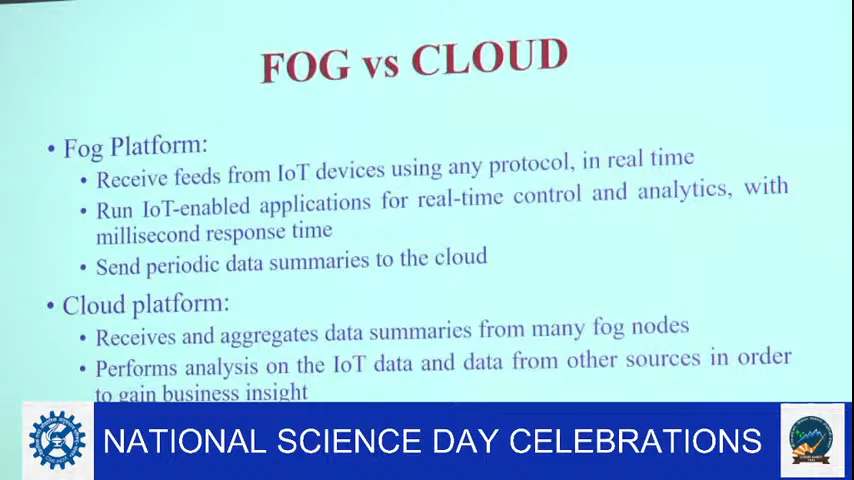 FOG vs CLOUD
• Fog Platform:
• Receive feeds from IoT devices using any protocol, in real time
• Run IoT-enabled applications for real-time control and analytics, with
millisecond response time
• Send periodic data summaries to the cloud
• Cloud platform:
• Receives and aggregates data summaries from many fog nodes
• Performs analysis on the IoT data and data from other sources in order
to gain business insight
NATIONAL SCIENCE DAY CELEBRATIONS